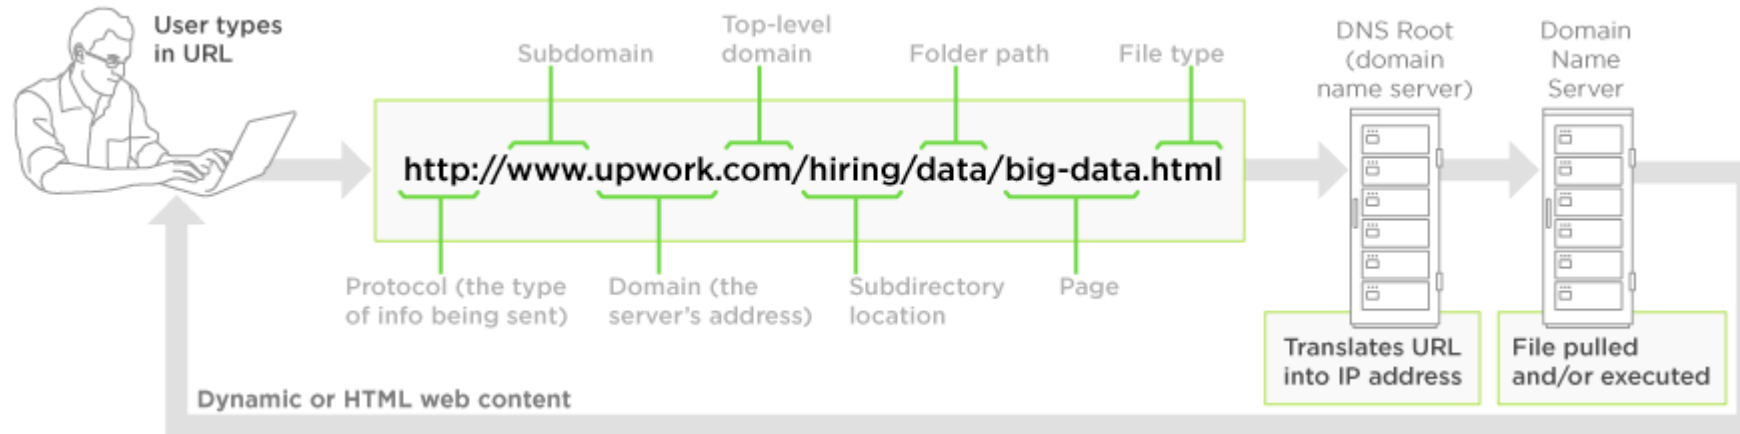 User types
in URL
Subdomain
Top-level
domain
Folder path
File type
http://www.upwork.com/hiring/data/big-data.html
Protocol (the type
of info being sent)
Domain (the
server's address)
Subdirectory
location
Page
DNS Root
(domain
name server)
Domain
Name
Server
Translates URL
into IP address
File pulled
and/or executed
Dynamic or HTML web content